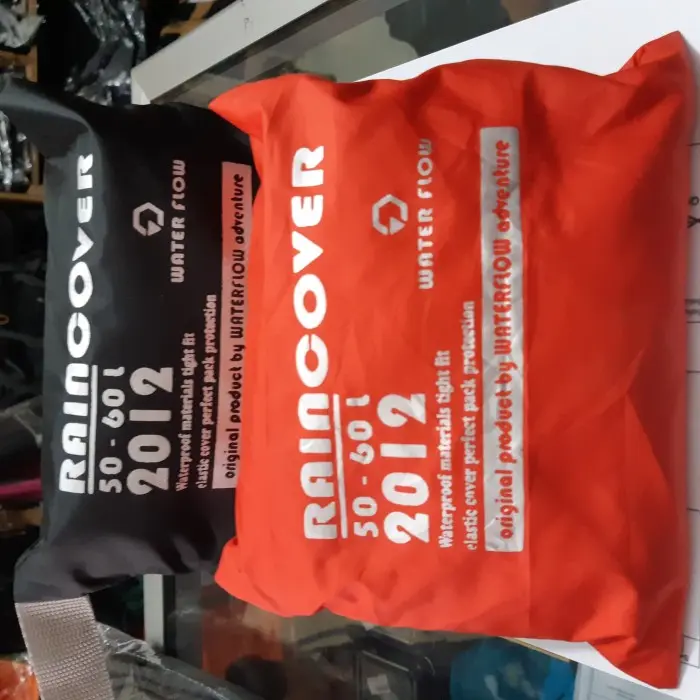 RAINCOVER
50 - 60 l
2012
WATER FLOW
Waterproof materials tight fit
elastic cover perfect pack protection
original product by WATERFLOW adventure
RAINCOVER
50 - 60 l
2012
WATER FLOW
Waterproof materials tight fit
elastic cover perfect pack protection
original product by WATERFLOW adventure